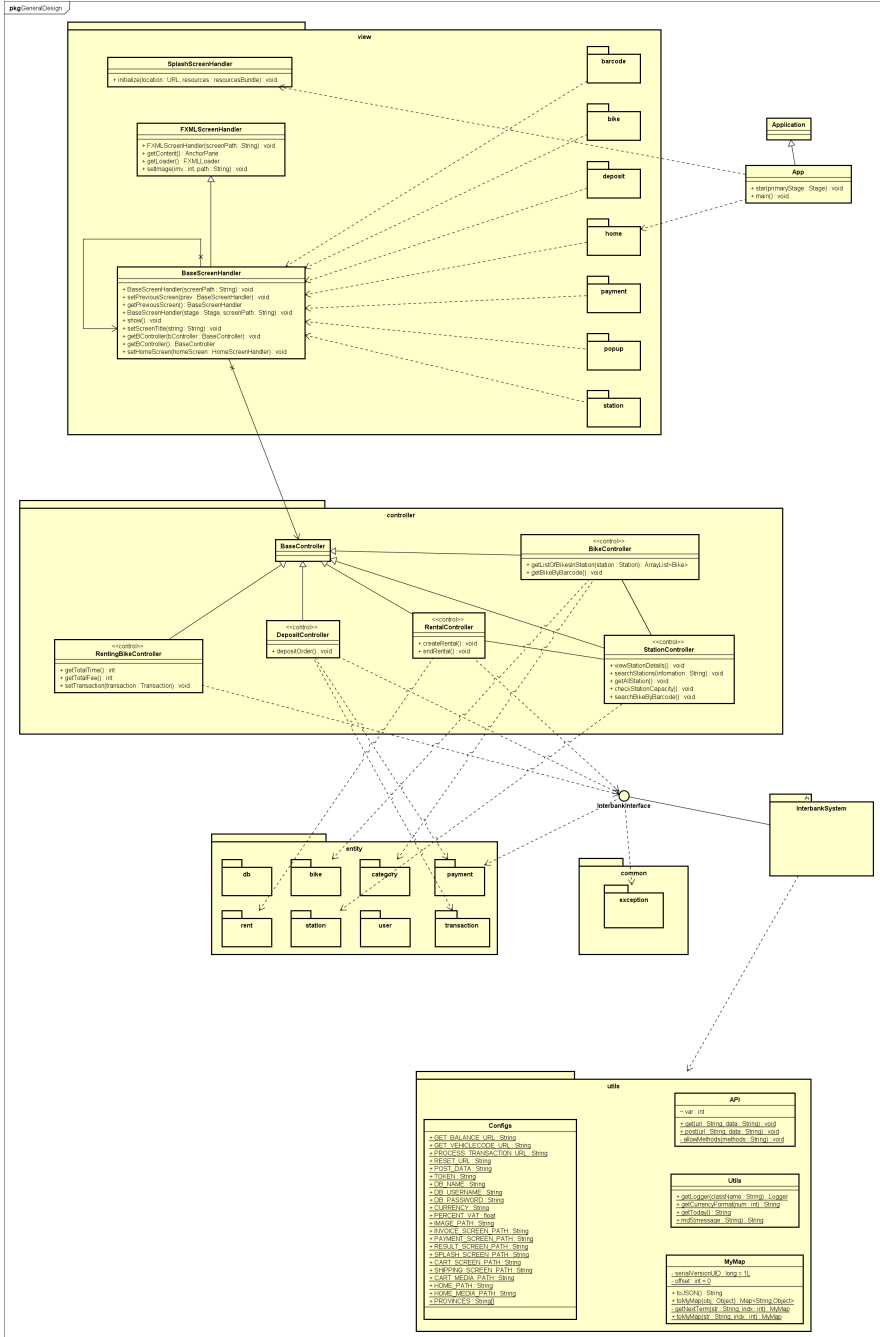 pkg GeneralDesign
view
SplashScreenHandler
+ initialize(location : URL, resources : resourcesBundle) : void
FXMLScreenHandler
+ FXMLScreenHandler(screenPath : String) : void
+ getContent() : AnchorPane
+ getLoader() : FXMLLoader
+ setImage(imv : int, path : String) : void
BaseScreenHandler
+ BaseScreenHandler(screenPath : String) : void
+ setPreviousScreen(prev : BaseScreenHandler) : void
+ getPreviousScreen() : BaseScreenHandler
+ BaseScreenHandler(stage : Stage, screenPath : String) : void
+ show() : void
+ setScreenTitle(string : String) : void
+ getBController(bController : BaseController) : void
+ getBController() : BaseController
+ setHomeScreen(homeScreen : HomeScreenHandler) : void
barcode
bike
deposit
home
payment
popup
station
Application
App
+ star(primaryStage : Stage) : void
+ main() : void
controller
BaseController
<<control>>
BikeController
+ getListOfBikesInStation(station : Station) : ArrayList<Bike>
+ getBikeByBarcode() : void
<<control>>
RentingBikeController
+ getTotalTime() : int
+ getTotalFee() : int
+ setTransaction(transaction : Transaction) : void
<<control>>
DepositController
+ depositOrder() : void
<<control>>
RentalController
+ createRental() : void
+ endRental() : void
<<control>>
StationController
+ viewStationDetails() : void
+ searchStations(infomation : String) : void
+ getAllStation() : void
+ checkStationCapacity() : void
+ searchBikeByBarcode() : void
InterbankInterface
InterbankSystem
entity
db
bike
category
payment
rent
station
user
transaction
common
exception
utils
Configs
+ GET_BALANCE_URL : String
+ GET_VEHICLECODE_URL : String
+ PROCESS_TRANSACTION_URL : String
+ RESET_URL : String
+ POST_DATA : String
+ TOKEN : String
+ DB_NAME : String
+ DB_USERNAME : String
+ DB_PASSWORD : String
+ CURRENCY : String
+ PERCENT_VAT : float
+ IMAGE_PATH : String
+ INVOICE_SCREEN_PATH : String
+ PAYMENT_SCREEN_PATH : String
+ RESULT_SCREEN_PATH : String
+ SPLASH_SCREEN_PATH : String
+ CART_SCREEN_PATH : String
+ SHIPPING_SCREEN_PATH : String
+ CART_MEDIA_PATH : String
+ HOME_PATH : String
+ HOME_MEDIA_PATH : String
+ PROVINCES : String[]
API
~ var : int
+ get(url : String, data : String) : void
+ post(url : String, data : String) : void
- allowMethods(methods : String) : void
Utils
+ getLogger(className : String) : Logger
+ getCurrencyFormat(num : int) : String
+ getToday() : String
+ md5(message : String) : String
MyMap
- serialVersionUID : long = 1L
- offset : int = 0
+ toJSON() : String
+ toMyMap(obj : Object) : Map<String,Object>
- getNextTerm(str : String, indx : int) : MyMap
+ toMyMap(str : String, indx : int) : MyMap